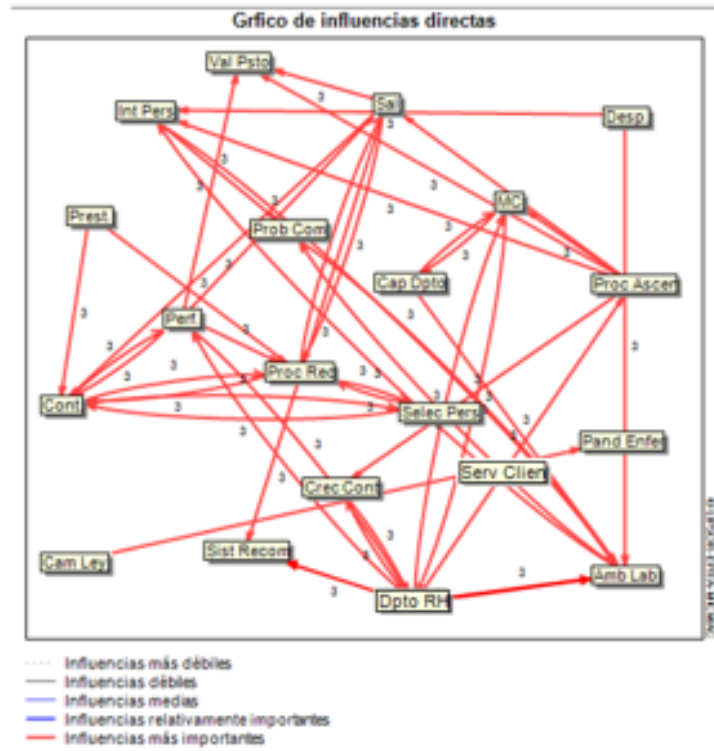 Grfico de influencias directas
Val Psto
Int Pers
Sal
Desp
Prest.
Prob Com
MC
Cap Dpto
Proc Ascen
Perf.
Proc Rec
Cont
Selec Pers
Pand Enfer
Serv Clien
Crec Cont
Sist Recom
Cam Ley
Dpto RH
Amb Lab
Influencias más débiles
Influencias débiles
Influencias medias
Influencias relativamente importantes
Influencias más importantes